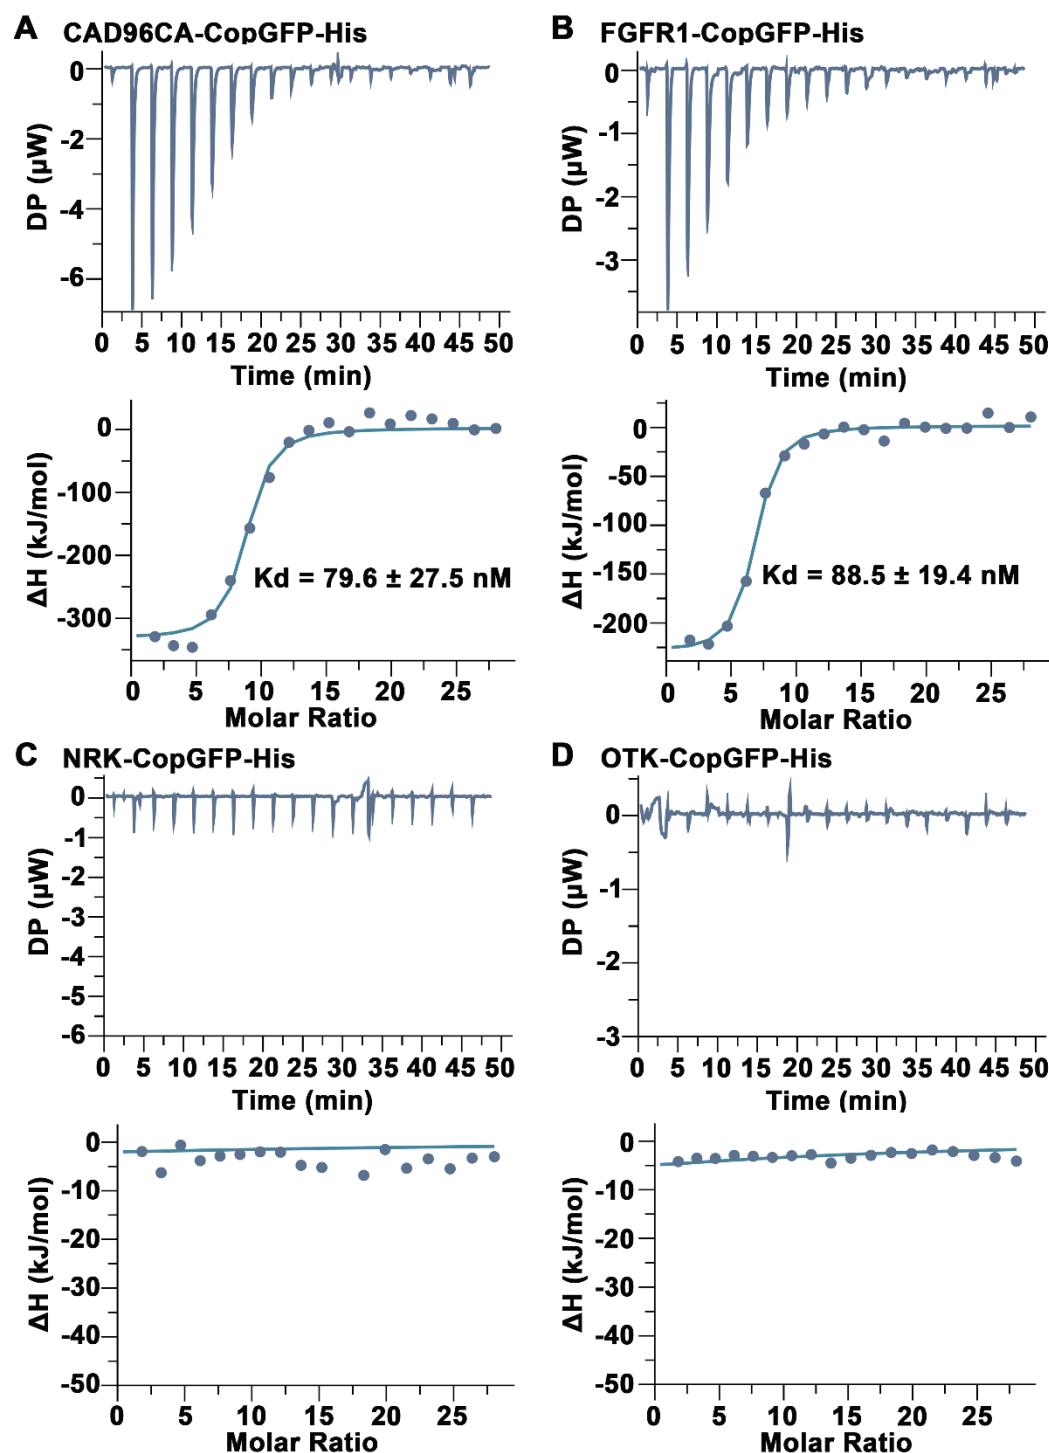 A CAD96CA-CopGFP-His
0
-2
-4
-6
DP (µW)
0 5 10 15 20 25 30 35 40 45 50
Time (min)
0
-100
-200
-300
ΔH (kJ/mol)
Kd = 79.6 ± 27.5 nM
0 5 10 15 20 25
Molar Ratio
B FGFR1-CopGFP-His
0
-1
-2
-3
DP (µW)
0 5 10 15 20 25 30 35 40 45 50
Time (min)
0
-50
-100
-150
-200
ΔH (kJ/mol)
Kd = 88.5 ± 19.4 nM
0 5 10 15 20 25
Molar Ratio
C NRK-CopGFP-His
0
-1
-2
-3
-4
-5
-6
DP (µW)
0 5 10 15 20 25 30 35 40 45 50
Time (min)
0
-10
-20
-30
-40
-50
ΔH (kJ/mol)
0 5 10 15 20 25
Molar Ratio
D OTK-CopGFP-His
0
-1
-2
-3
DP (µW)
0 5 10 15 20 25 30 35 40 45 50
Time (min)
0
-10
-20
-30
-40
-50
ΔH (kJ/mol)
0 5 10 15 20 25
Molar Ratio